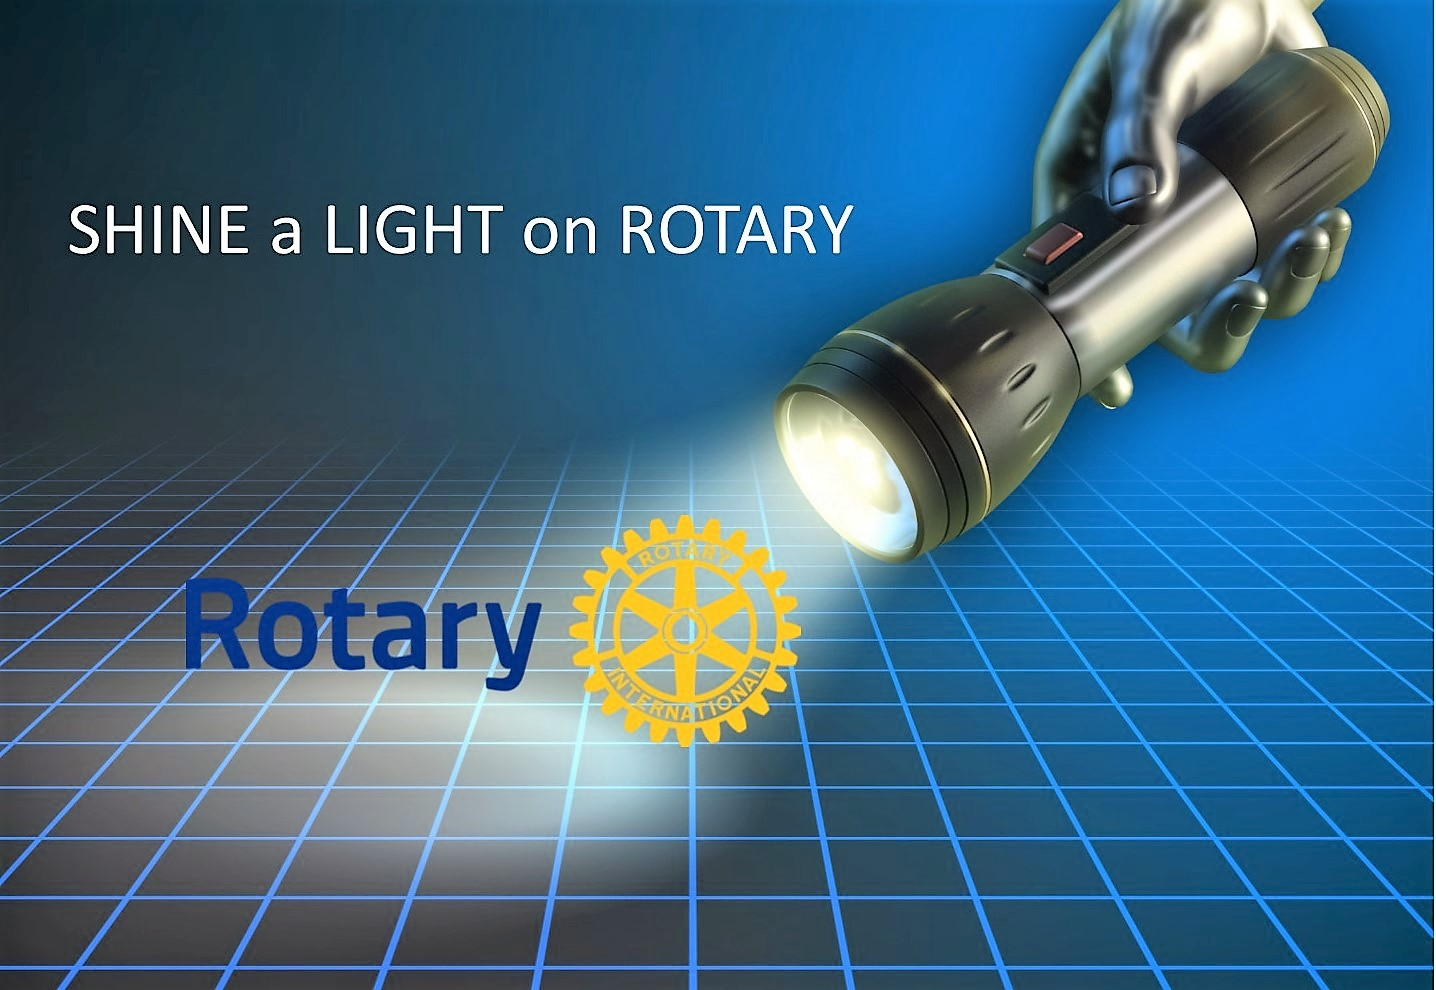 SHINE a LIGHT on ROTARY
Rotary
ROTARY
INTERNATIONAL